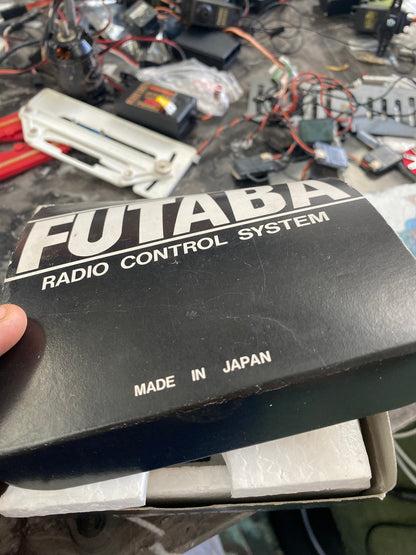 FUTABA
RADIO CONTROL SYSTEM
MADE IN JAPAN